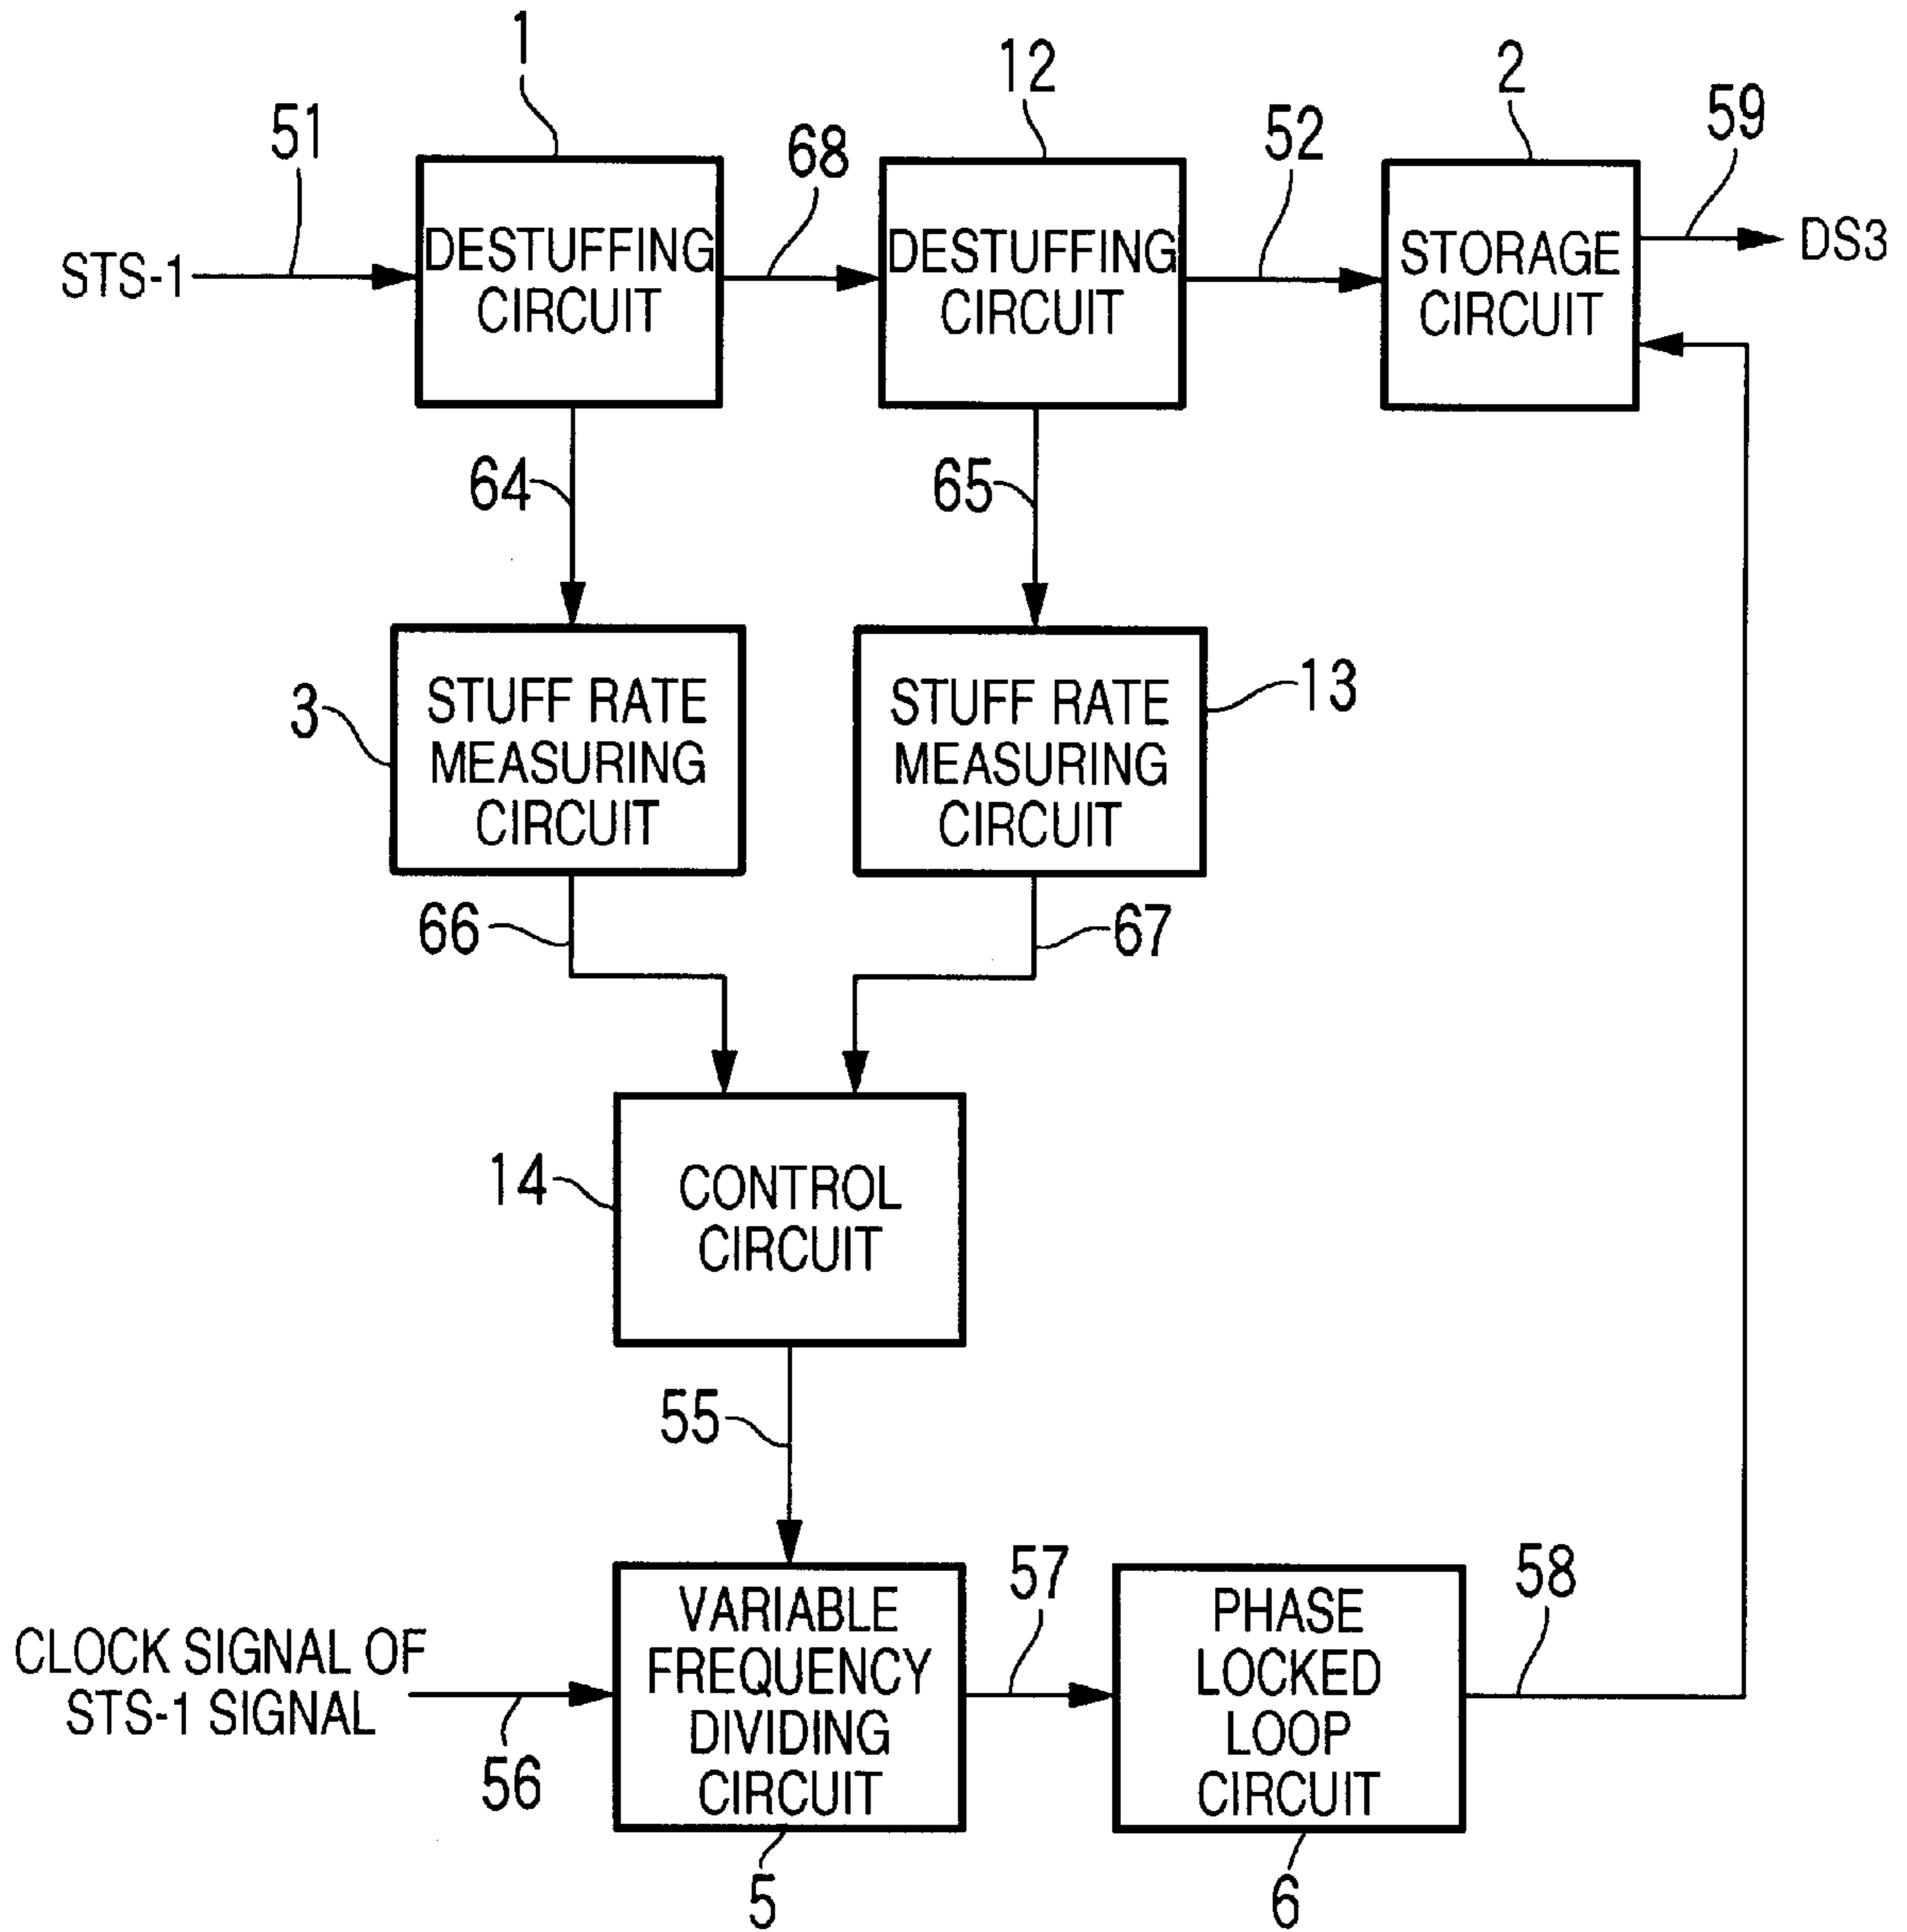 1
12
2
51
68
52
59
STS-1
DESTUFFING
CIRCUIT
DESTUFFING
CIRCUIT
STORAGE
CIRCUIT
DS3
64
65
3
STUFF RATE
MEASURING
CIRCUIT
STUFF RATE
MEASURING
CIRCUIT
13
66
67
14
CONTROL
CIRCUIT
55
CLOCK SIGNAL OF
STS-1 SIGNAL
56
VARIABLE
FREQUENCY
DIVIDING
CIRCUIT
57
PHASE
LOCKED
LOOP
CIRCUIT
58
5
6